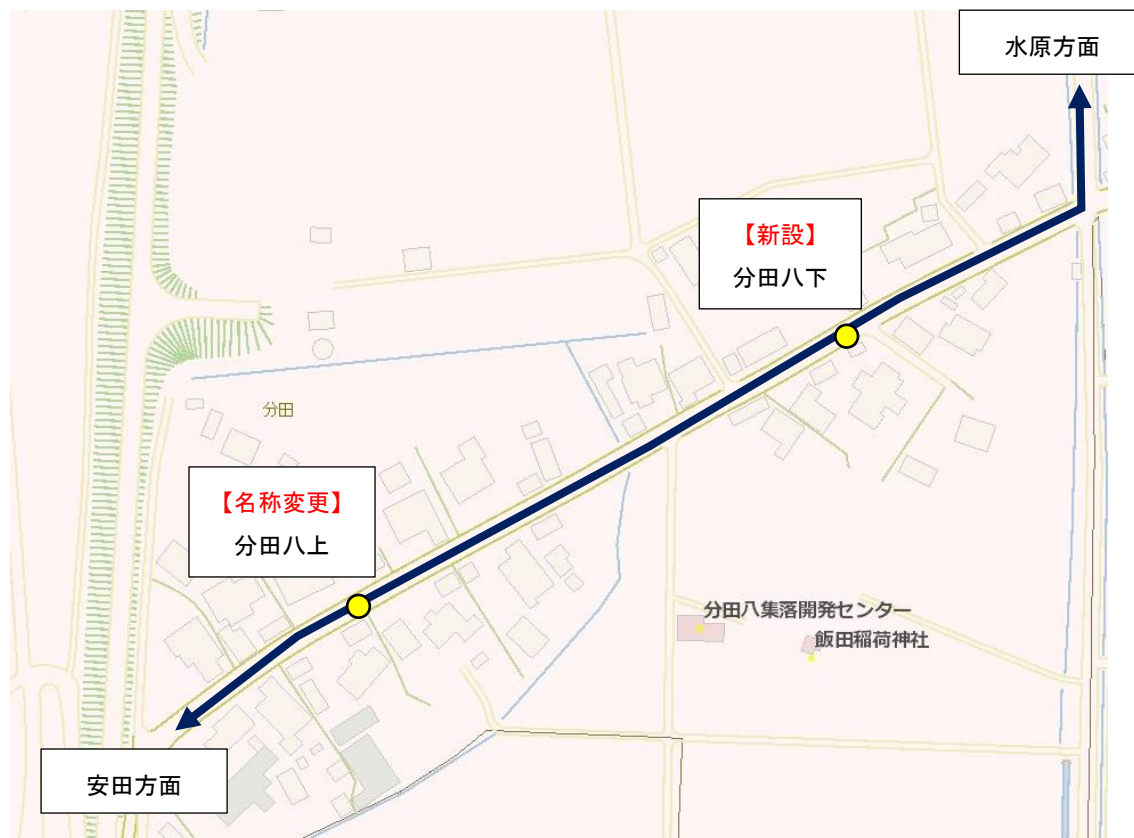 水原方面
【新設】
分田八下
分田
【名称変更】
分田八上
分田八集落開発センター
飯田稲荷神社
安田方面